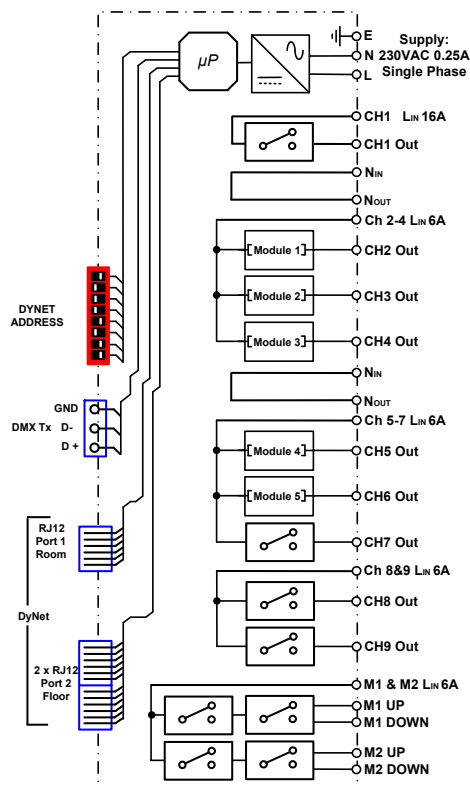 µP
E
N
L
Supply:
230VAC 0.25A
Single Phase
CH1 LIN 16A
CH1 Out
NIN
NOUT
Ch 2-4 LIN 6A
Module 1
CH2 Out
Module 2
CH3 Out
Module 3
CH4 Out
NIN
NOUT
Ch 5-7 LIN 6A
Module 4
CH5 Out
Module 5
CH6 Out
CH7 Out
Ch 8&9 LIN 6A
CH8 Out
CH9 Out
M1 & M2 LIN 6A
M1 UP
M1 DOWN
M2 UP
M2 DOWN
DYNET
ADDRESS
GND
DMX Tx D-
D +
RJ12
Port 1
Room
DyNet
2 x RJ12
Port 2
Floor